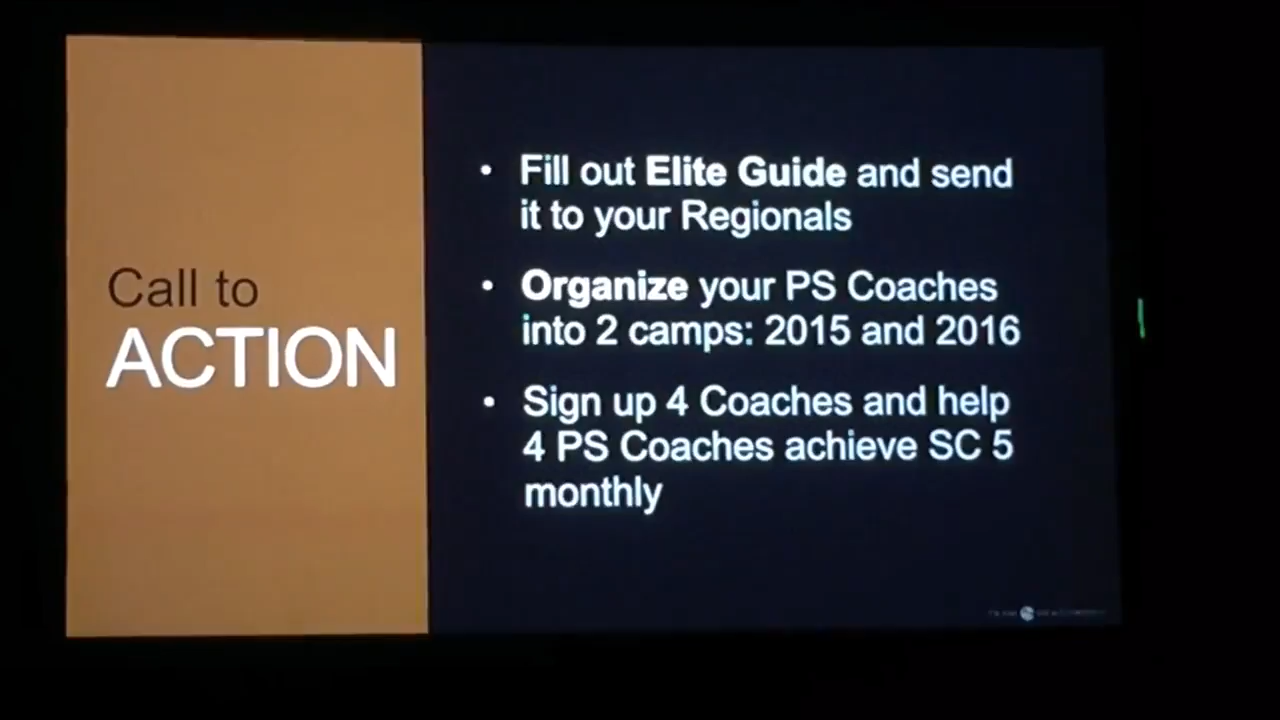 Call to
ACTION
• Fill out Elite Guide and send
it to your Regionals
• Organize your PS Coaches
into 2 camps: 2015 and 2016
• Sign up 4 Coaches and help
4 PS Coaches achieve SC 5
monthly